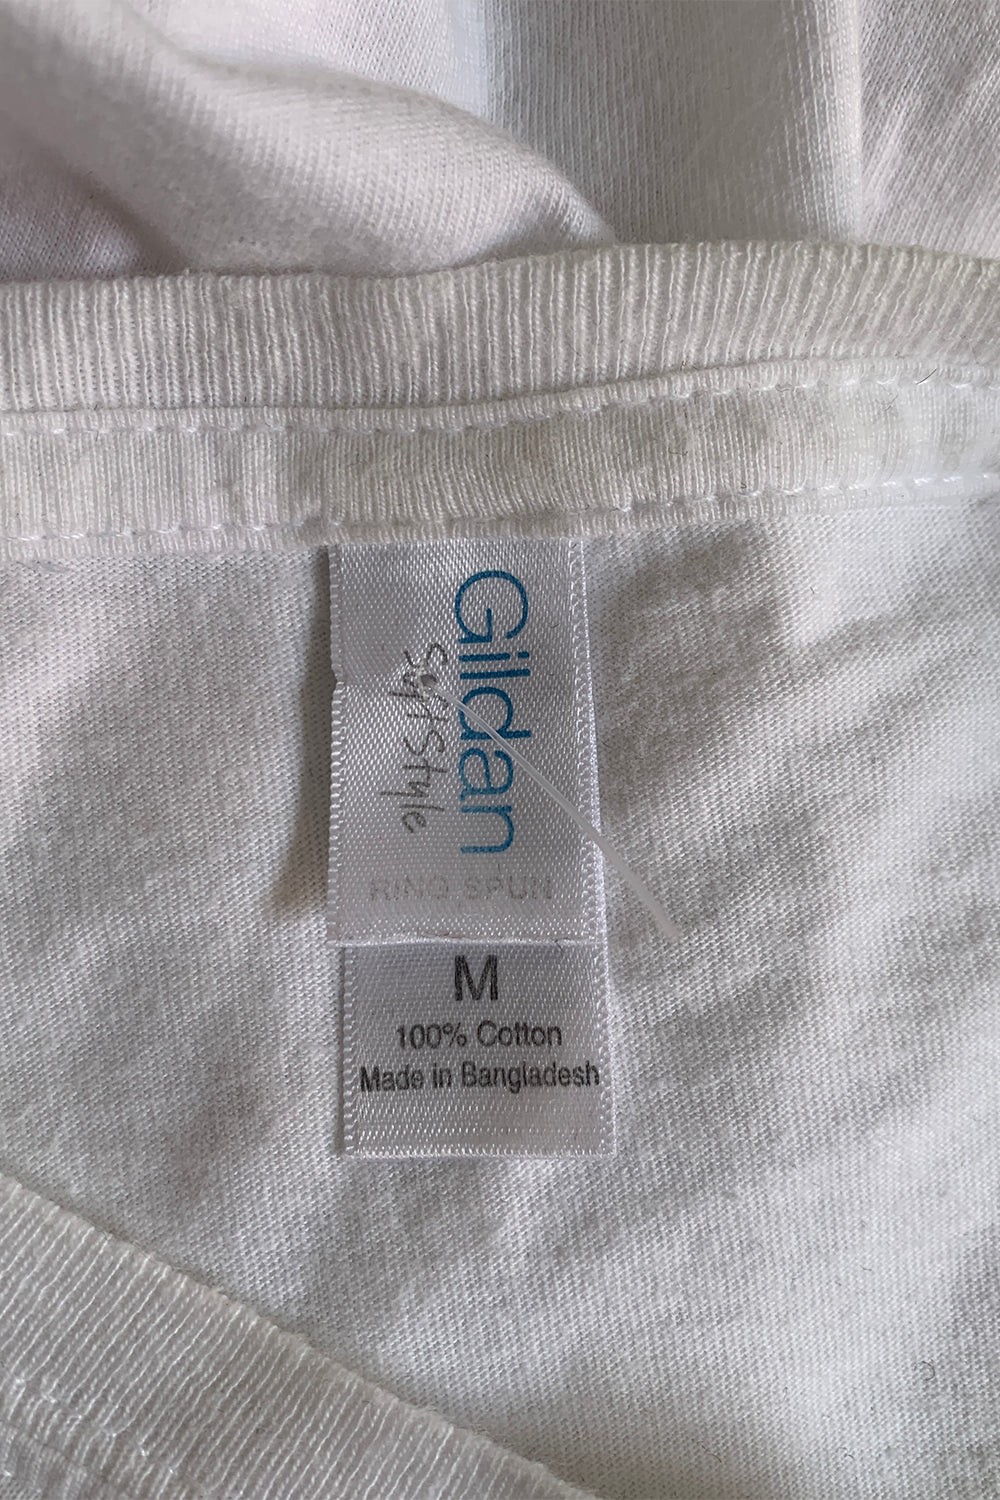 Gildan
SoftStyle
RING SPUN
M
100% Cotton
Made in Bangladesh